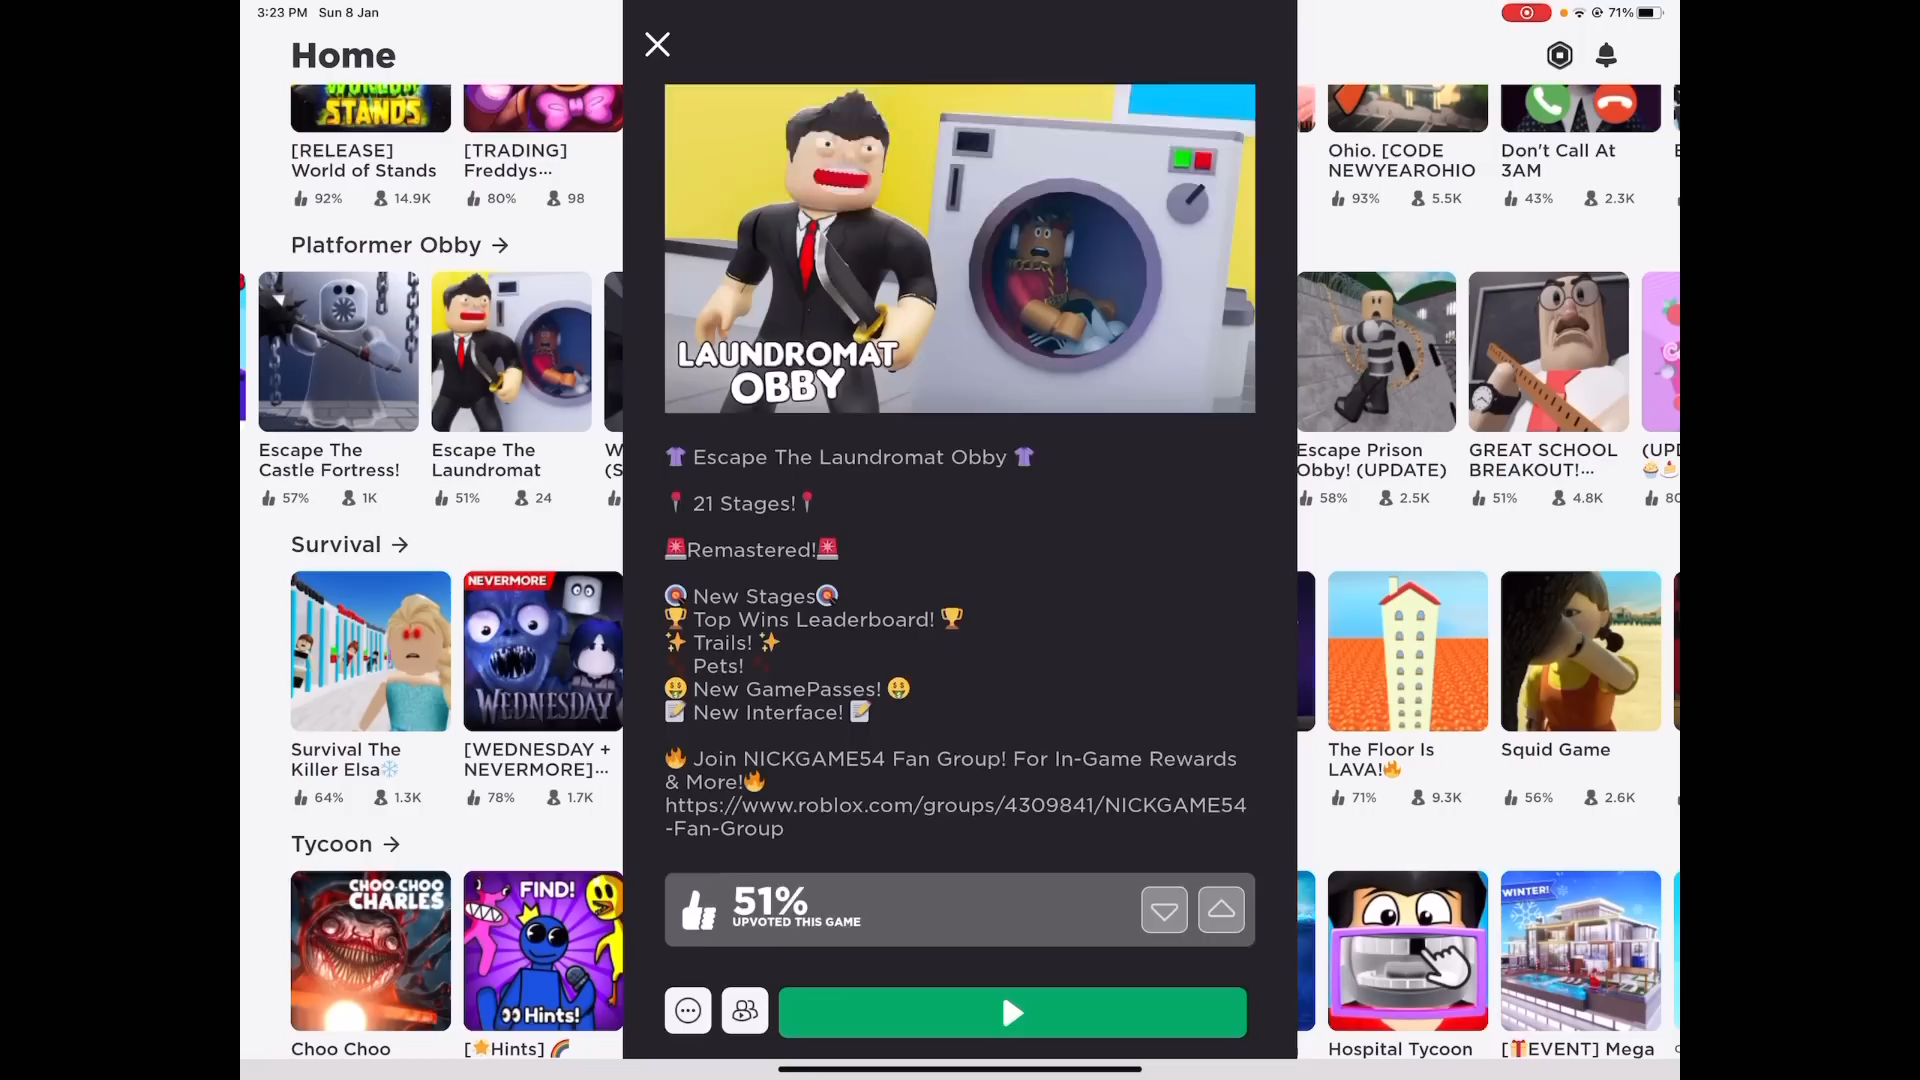 3:23 PM Sun 8 Jan
71%
Home
STANDS
[RELEASE]
World of Stands
92% 14.9K
[TRADING]
Freddys...
80% 98
Ohio. [CODE
NEWYEAROHIO
93% 5.5K
Don't Call At
3AM
43% 2.3K
Platformer Obby →
Escape The
Castle Fortress!
57% 1K
Escape The
Laundromat
51% 24
W
(S
Escape Prison
Obby! (UPDATE)
58% 2.5K
GREAT SCHOOL
BREAKOUT!...
51% 4.8K
(UPD
80
Survival →
Survival The
Killer Elsa❄️
64% 1.3K
NEVERMORE
WEDNESDAY
[WEDNESDAY +
NEVERMORE]...
78% 1.7K
The Floor Is
LAVA!🔥
71% 9.3K
Squid Game
56% 2.6K
Tycoon →
CHOO-CHOO
CHARLES
Choo Choo
FIND!
Hints!
[⭐Hints] 🌈
Hospital Tycoon
WINTER!
[🎁EVENT] Mega
LAUNDROMAT
OBBY
👚 Escape The Laundromat Obby 👚
📍 21 Stages!📍
🚨Remastered!🚨
🎯 New Stages🎯
🏆 Top Wins Leaderboard! 🏆
✨ Trails! ✨
🐾 Pets! 🐾
🤑 New GamePasses! 🤑
📝 New Interface! 📝
🔥 Join NICKGAME54 Fan Group! For In-Game Rewards
& More!🔥
https://www.roblox.com/groups/4309841/NICKGAME54
-Fan-Group
51%
UPVOTED THIS GAME